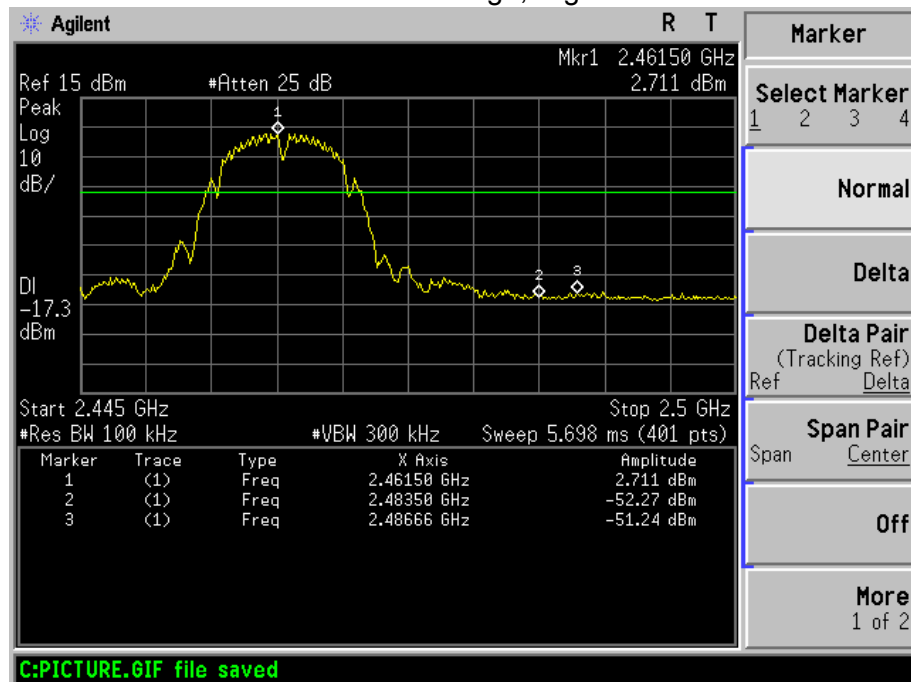 Agilent R T
Mkr1 2.46150 GHz
Ref 15 dBm #Atten 25 dB 2.711 dBm
Peak
Log
10
dB/
1
2 3
DI
-17.3
dBm
Start 2.445 GHz Stop 2.5 GHz
#Res BW 100 kHz #VBW 300 kHz Sweep 5.698 ms (401 pts)
Marker Trace Type X Axis Amplitude
1 (1) Freq 2.46150 GHz 2.711 dBm
2 (1) Freq 2.48350 GHz -52.27 dBm
3 (1) Freq 2.48666 GHz -51.24 dBm
C:PICTURE.GIF file saved
Marker
Select Marker
1 2 3 4
Normal
Delta
Delta Pair
(Tracking Ref)
Ref Delta
Span Pair
Span Center
Off
More
1 of 2